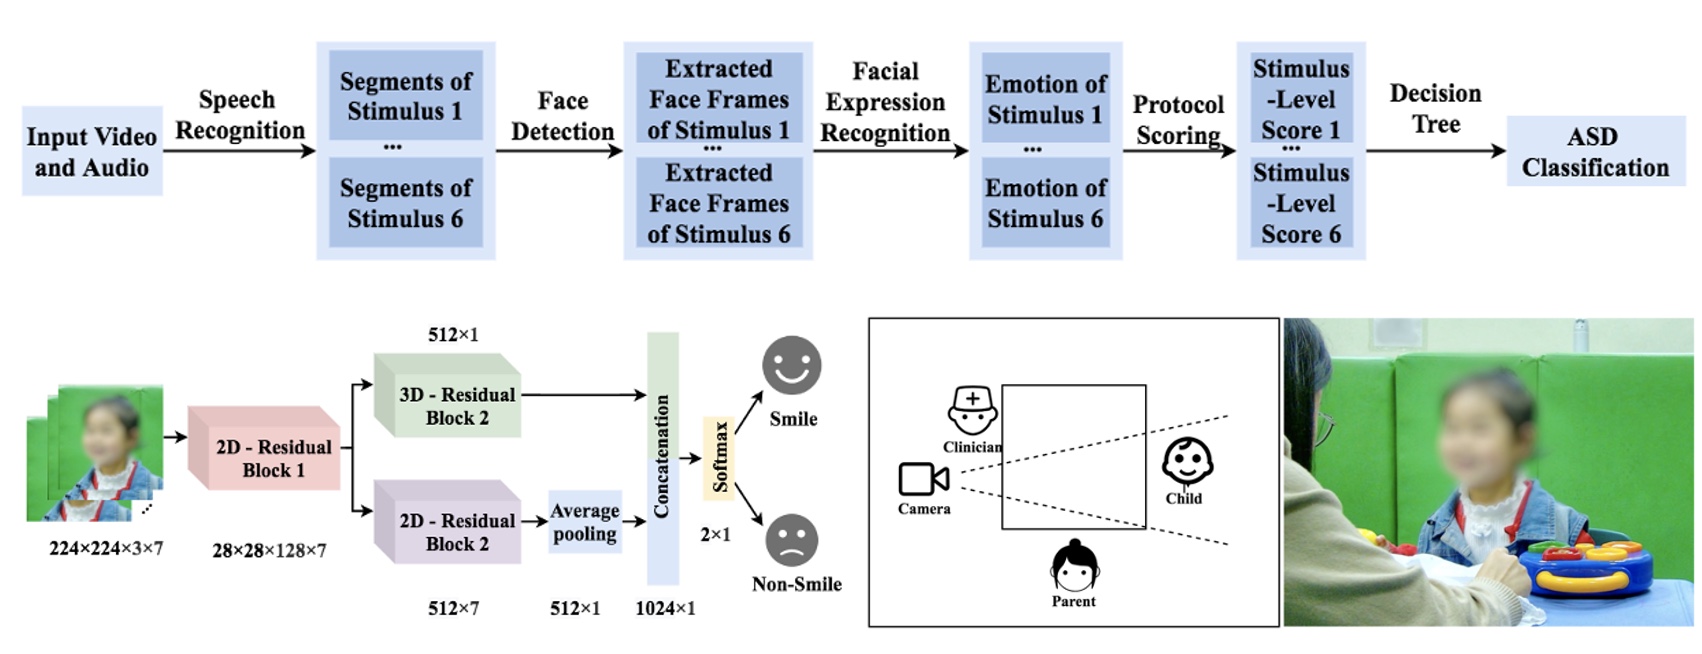 Input Video
and Audio
Speech
Recognition
Segments of
Stimulus 1
...
Segments of
Stimulus 6
Face
Detection
Extracted
Face Frames
of Stimulus 1
...
Extracted
Face Frames
of Stimulus 6
Facial
Expression
Recognition
Emotion of
Stimulus 1
...
Emotion of
Stimulus 6
Protocol
Scoring
Stimulus
-Level
Score 1
...
Stimulus
-Level
Score 6
Decision
Tree
ASD
Classification
224×224×3×7
2D - Residual
Block 1
28×28×128×7
512×1
3D - Residual
Block 2
2D - Residual
Block 2
512×7
Average
pooling
512×1
Concatenation
1024×1
Softmax
2×1
Smile
Non-Smile
Clinician
Camera
Child
Parent